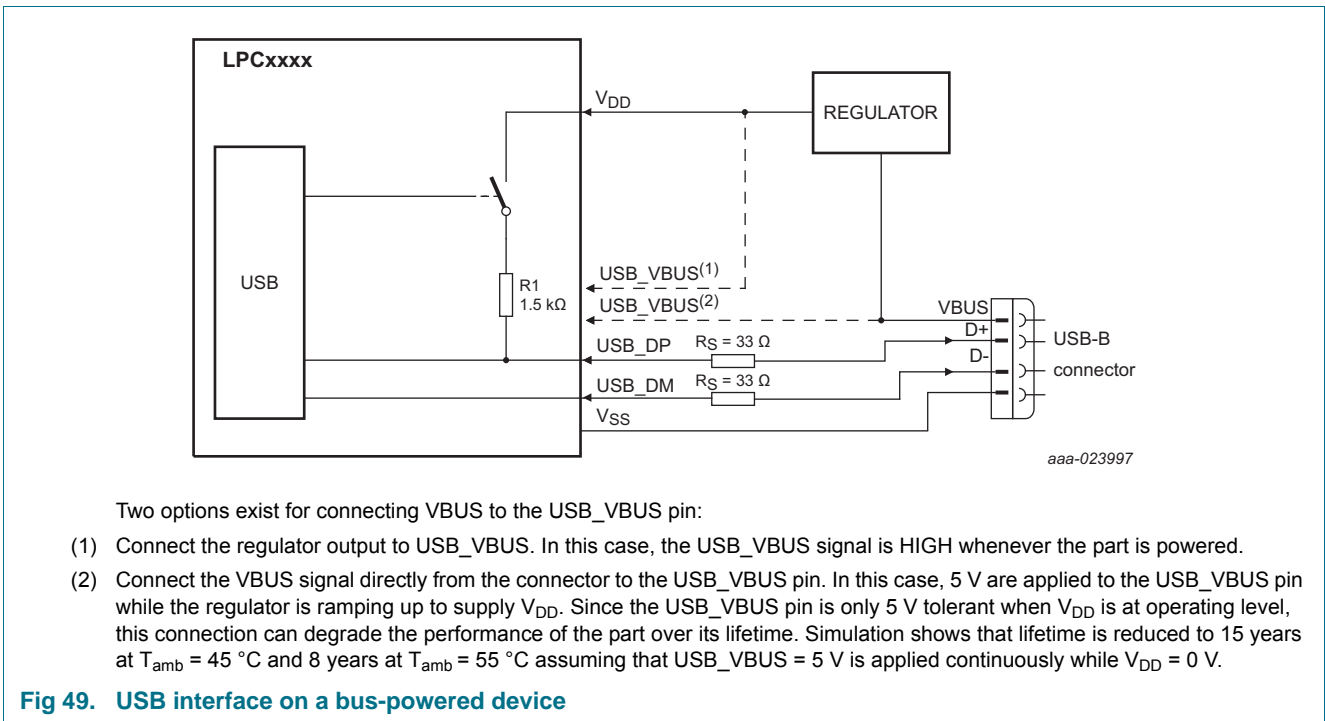 LPCxxxx
VDD
REGULATOR
USB
R1
1.5 kΩ
USB_VBUS(1)
USB_VBUS(2)
VBUS
D+
USB-B
USB_DP
RS = 33 Ω
D-
connector
USB_DM
RS = 33 Ω
VSS
aaa-023997
Two options exist for connecting VBUS to the USB_VBUS pin:
(1) Connect the regulator output to USB_VBUS. In this case, the USB_VBUS signal is HIGH whenever the part is powered.
(2) Connect the VBUS signal directly from the connector to the USB_VBUS pin. In this case, 5 V are applied to the USB_VBUS pin
while the regulator is ramping up to supply VDD. Since the USB_VBUS pin is only 5 V tolerant when VDD is at operating level,
this connection can degrade the performance of the part over its lifetime. Simulation shows that lifetime is reduced to 15 years
at Tamb = 45 °C and 8 years at Tamb = 55 °C assuming that USB_VBUS = 5 V is applied continuously while VDD = 0 V.
Fig 49. USB interface on a bus-powered device